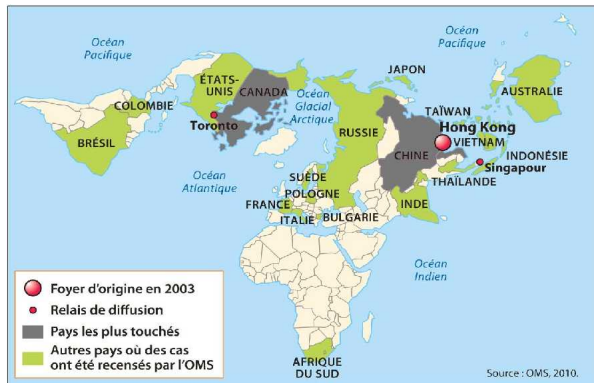 Océan
Pacifique
Océan
Pacifique
ÉTATS-
UNIS
CANADA
Océan
Glacial
Arctique
JAPON
AUSTRALIE
COLOMBIE
Toronto
RUSSIE
TAÏWAN
Hong Kong
VIETNAM
BRÉSIL
CHINE
INDONÉSIE
Singapour
Océan
Atlantique
SUÈDE
POLOGNE
THAÏLANDE
FRANCE
INDE
ITALIE
BULGARIE
Océan
Indien
Foyer d'origine en 2003
Relais de diffusion
Pays les plus touchés
Autres pays où des cas
ont été recensés par l'OMS
AFRIQUE
DU SUD
Source : OMS, 2010.